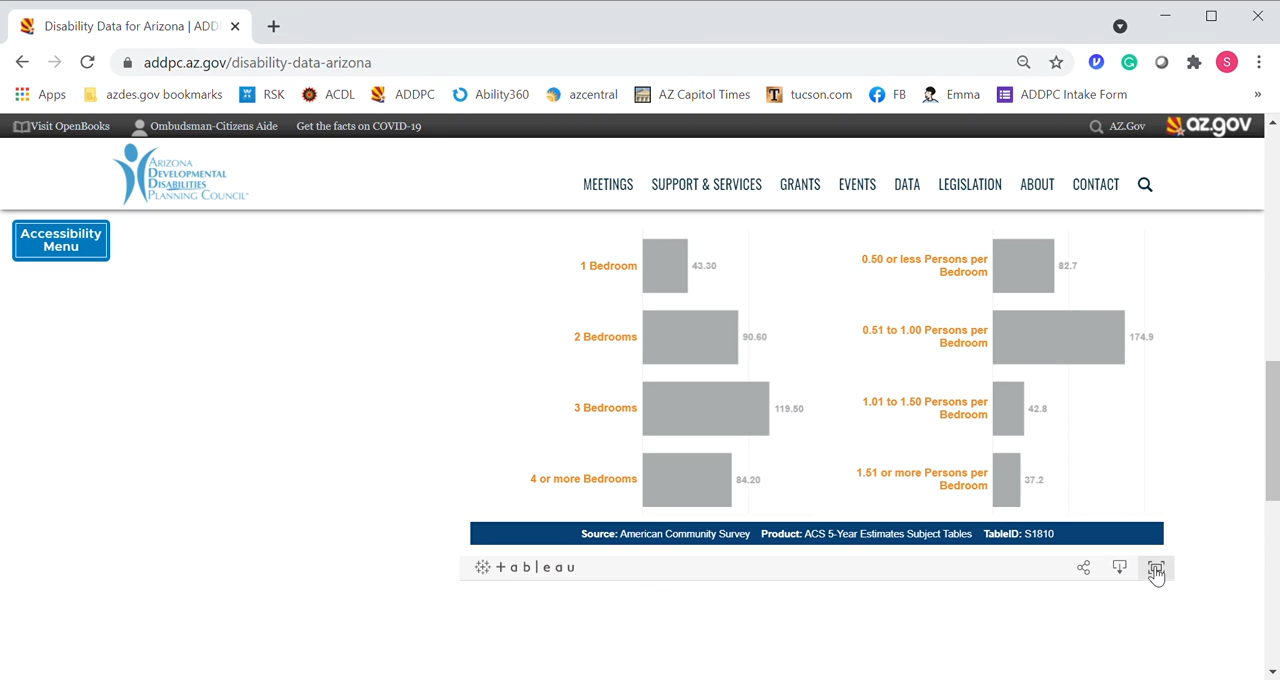 Disability Data for Arizona | ADD
addpc.az.gov/disability-data-arizona
S
Apps
azdes.gov bookmarks
RSK
ACDL
ADDPC
Ability360
azcentral
AZ Capitol Times
tucson.com
FB
Emma
ADDPC Intake Form
»
Visit OpenBooks
Ombudsman-Citizens Aide
Get the facts on COVID-19
AZ.Gov
az.gov
ARIZONA
DEVELOPMENTAL
DISABILITIES
PLANNING COUNCIL
MEETINGS
SUPPORT & SERVICES
GRANTS
EVENTS
DATA
LEGISLATION
ABOUT
CONTACT
Accessibility
Menu
1 Bedroom
43.30
2 Bedrooms
90.60
3 Bedrooms
119.50
4 or more Bedrooms
84.20
0.50 or less Persons per
Bedroom
82.7
0.51 to 1.00 Persons per
Bedroom
174.9
1.01 to 1.50 Persons per
Bedroom
42.8
1.51 or more Persons per
Bedroom
37.2
Source: American Community Survey Product: ACS 5-Year Estimates Subject Tables TableID: S1810
+ableau